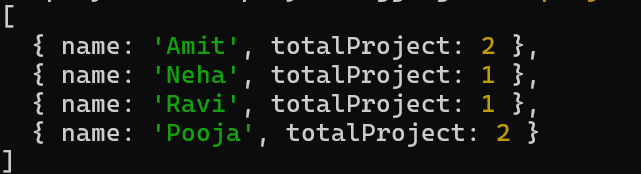 [
  { name: 'Amit', totalProject: 2 },
  { name: 'Neha', totalProject: 1 },
  { name: 'Ravi', totalProject: 1 },
  { name: 'Pooja', totalProject: 2 }
]